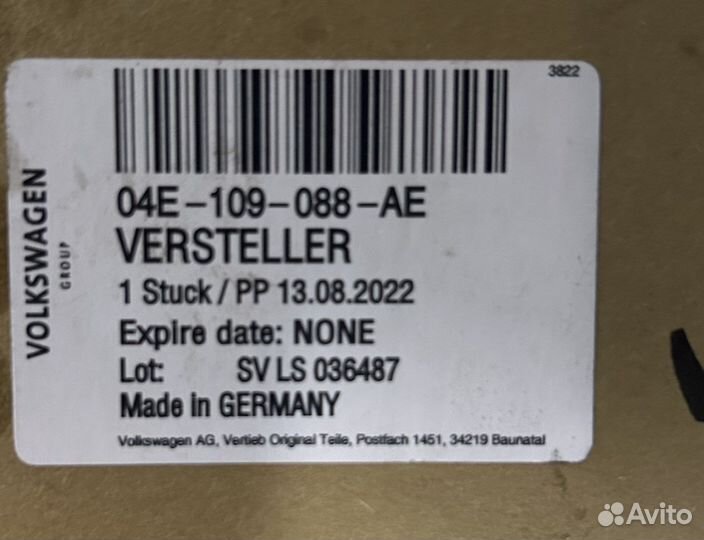 3822
VOLKSWAGEN
GROUP
04E-109-088-AE
VERSTELLER
1 Stuck / PP 13.08.2022
Expire date: NONE
Lot: SV LS 036487
Made in GERMANY
Volkswagen AG, Vertieb Original Teile, Postfach 1451, 34219 Baunatal
Avito